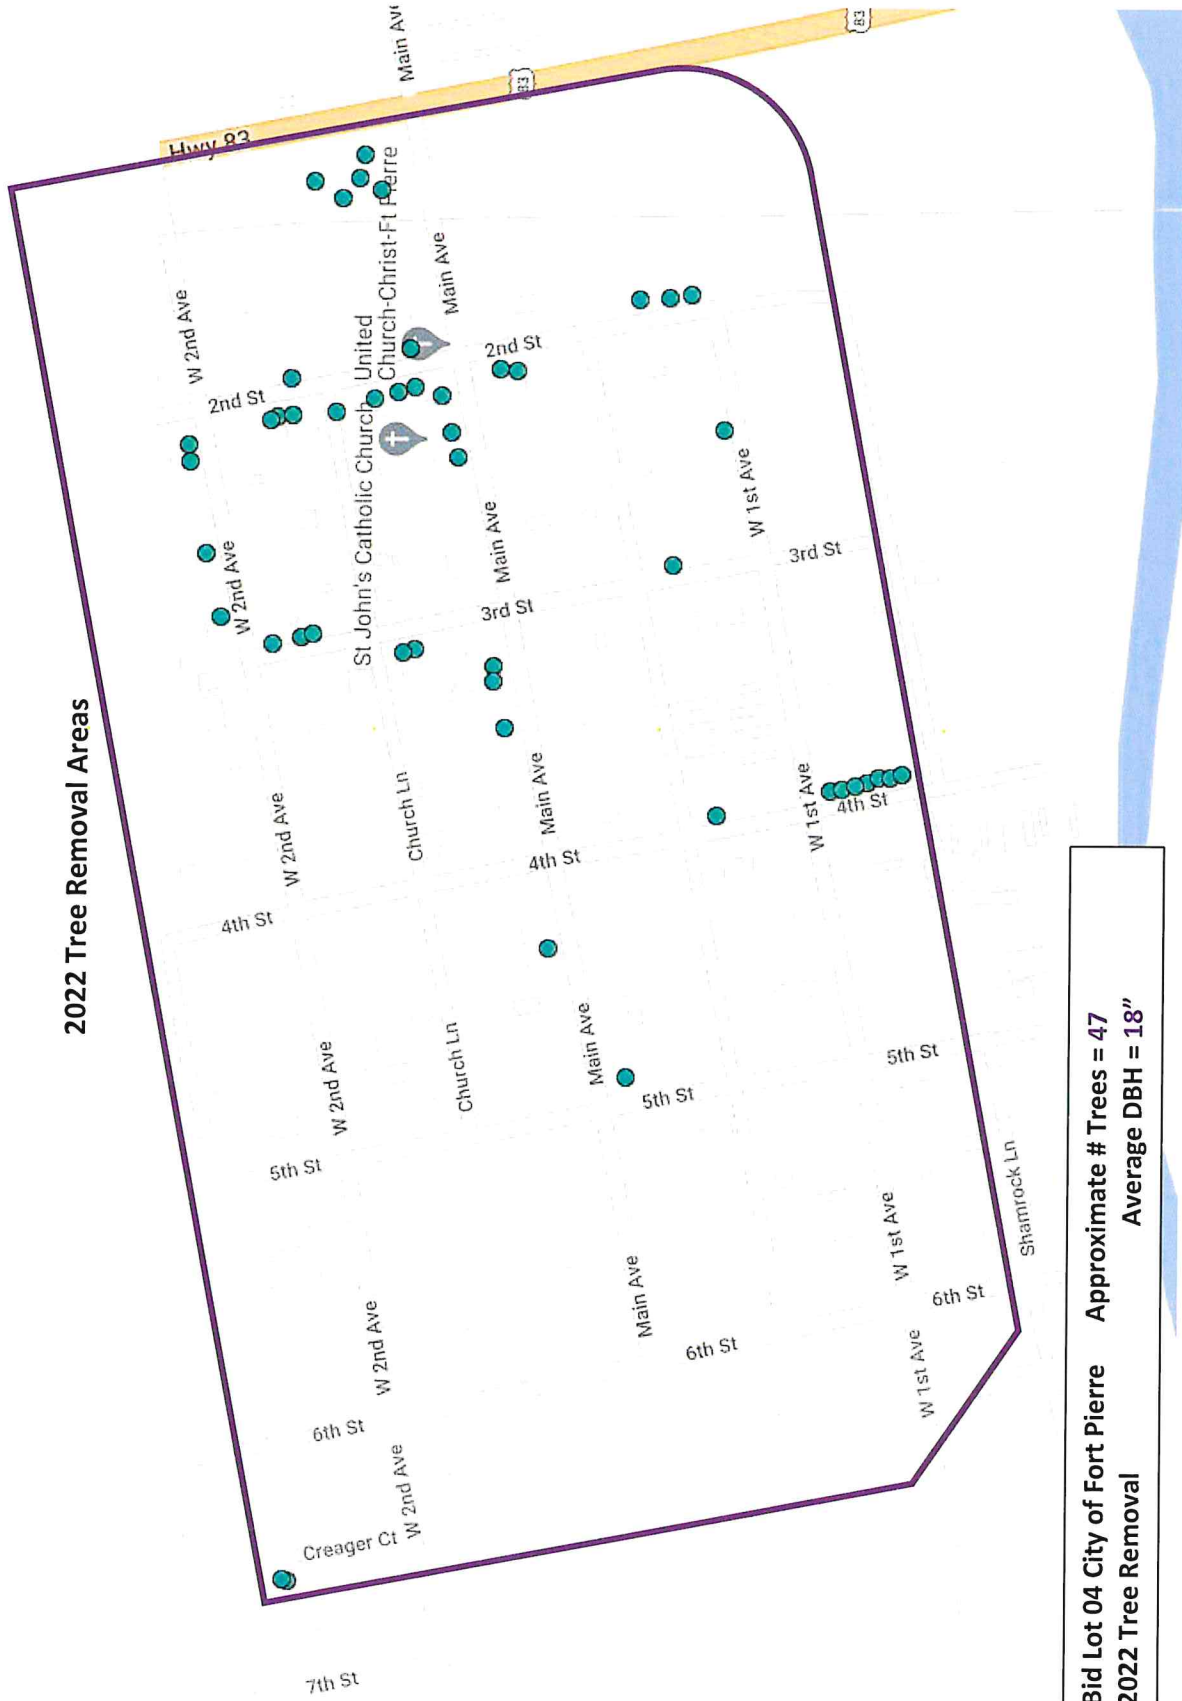 2022 Tree Removal Areas
Main Av
83
83
Hwy 83
W 2nd Ave
2nd St
United
Church-Christ-Ft Pierre
Main Ave
2nd St
St John's Catholic Church
W 2nd Ave
Main Ave
3rd St
W 1st Ave
3rd St
W 2nd Ave
Church Ln
Main Ave
W 1st Ave
4th St
4th St
4th St
W 2nd Ave
Church Ln
Main Ave
5th St
5th St
5th St
W 2nd Ave
Main Ave
W 1st Ave
Shamrock Ln
6th St
6th St
6th St
W 2nd Ave
W 1st Ave
Creager Ct
7th St
Bid Lot 04 City of Fort Pierre Approximate # Trees = 47
2022 Tree Removal Average DBH = 18"